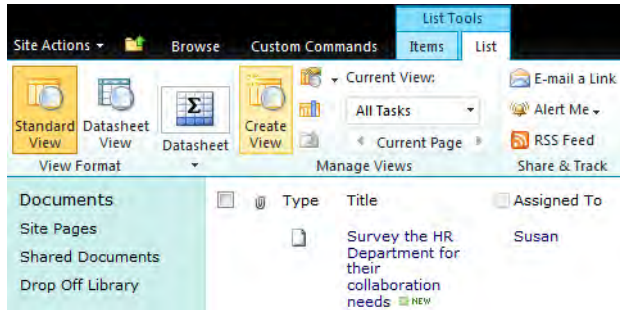 List Tools
Site Actions Browse Custom Commands Items List
Standard View
Datasheet View
Datasheet
Create View
Current View:
All Tasks
Current Page
E-mail a Link
Alert Me
RSS Feed
View Format
Manage Views
Share & Track
Documents
Site Pages
Shared Documents
Drop Off Library
Type Title Assigned To
Survey the HR Susan
Department for
their
collaboration
needs NEW